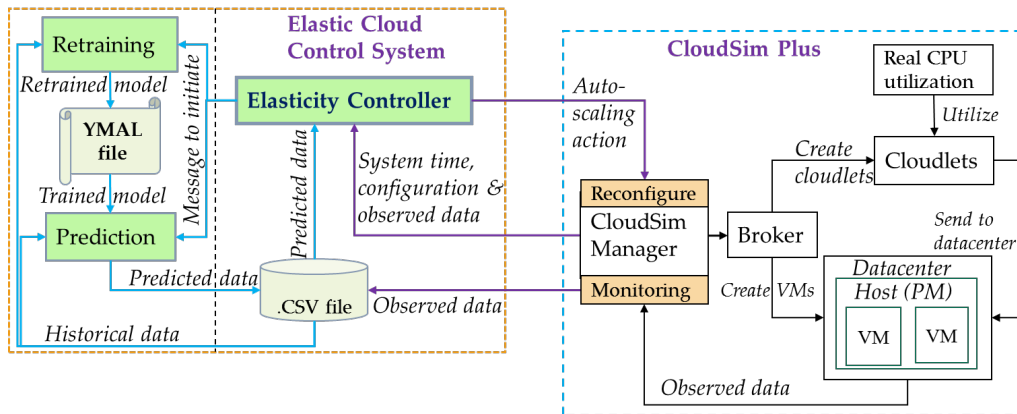 Elastic Cloud
Control System
Retraining
Retrained model
YMAL
file
Trained model
Prediction
Message to initiate
Elasticity Controller
Predicted data
System time,
configuration &
observed data
Predicted data
.CSV file
Historical data
Observed data
Auto-
scaling
action
CloudSim Plus
Real CPU
utilization
Utilize
Create
cloudlets
Cloudlets
Reconfigure
CloudSim
Manager
Monitoring
Broker
Create VMs
Send to
datacenter
Datacenter
Host (PM)
VM
VM
Observed data